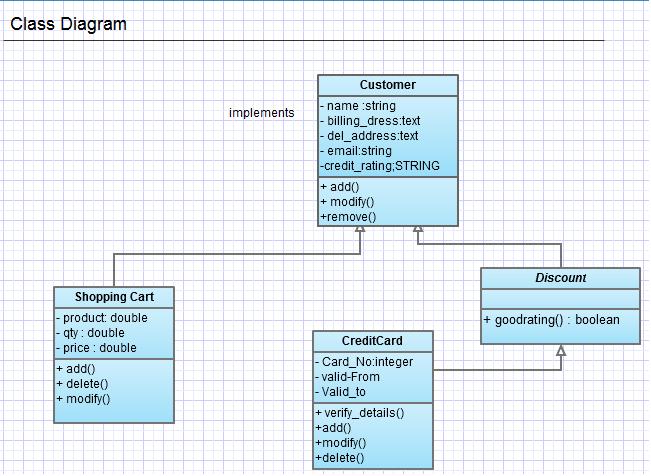 Class Diagram
implements
Customer
- name :string
- billing_dress:text
- del_address:text
- email:string
-credit_rating;STRING
+ add()
+ modify()
+remove()
Shopping Cart
- product: double
- qty : double
- price : double
+ add()
+ delete()
+ modify()
CreditCard
- Card_No:integer
- valid-From
- Valid_to
+ verify_details()
+add()
+modify()
+delete()
Discount
+ goodrating() : boolean